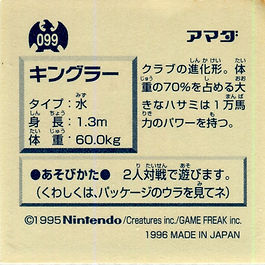 099
アマダ
キングラー
タイプ：水
身長：1.3m
体重：60.0kg
クラブの進化形。体
重の70%を占める大
きなハサミは1万馬
力のパワーを持つ。
●あそびかた● 2人対戦で遊びます。
(くわしくは、パッケージのウラを見てネ)
©1995 Nintendo/Creatures inc./GAME FREAK inc.
1996 MADE IN JAPAN